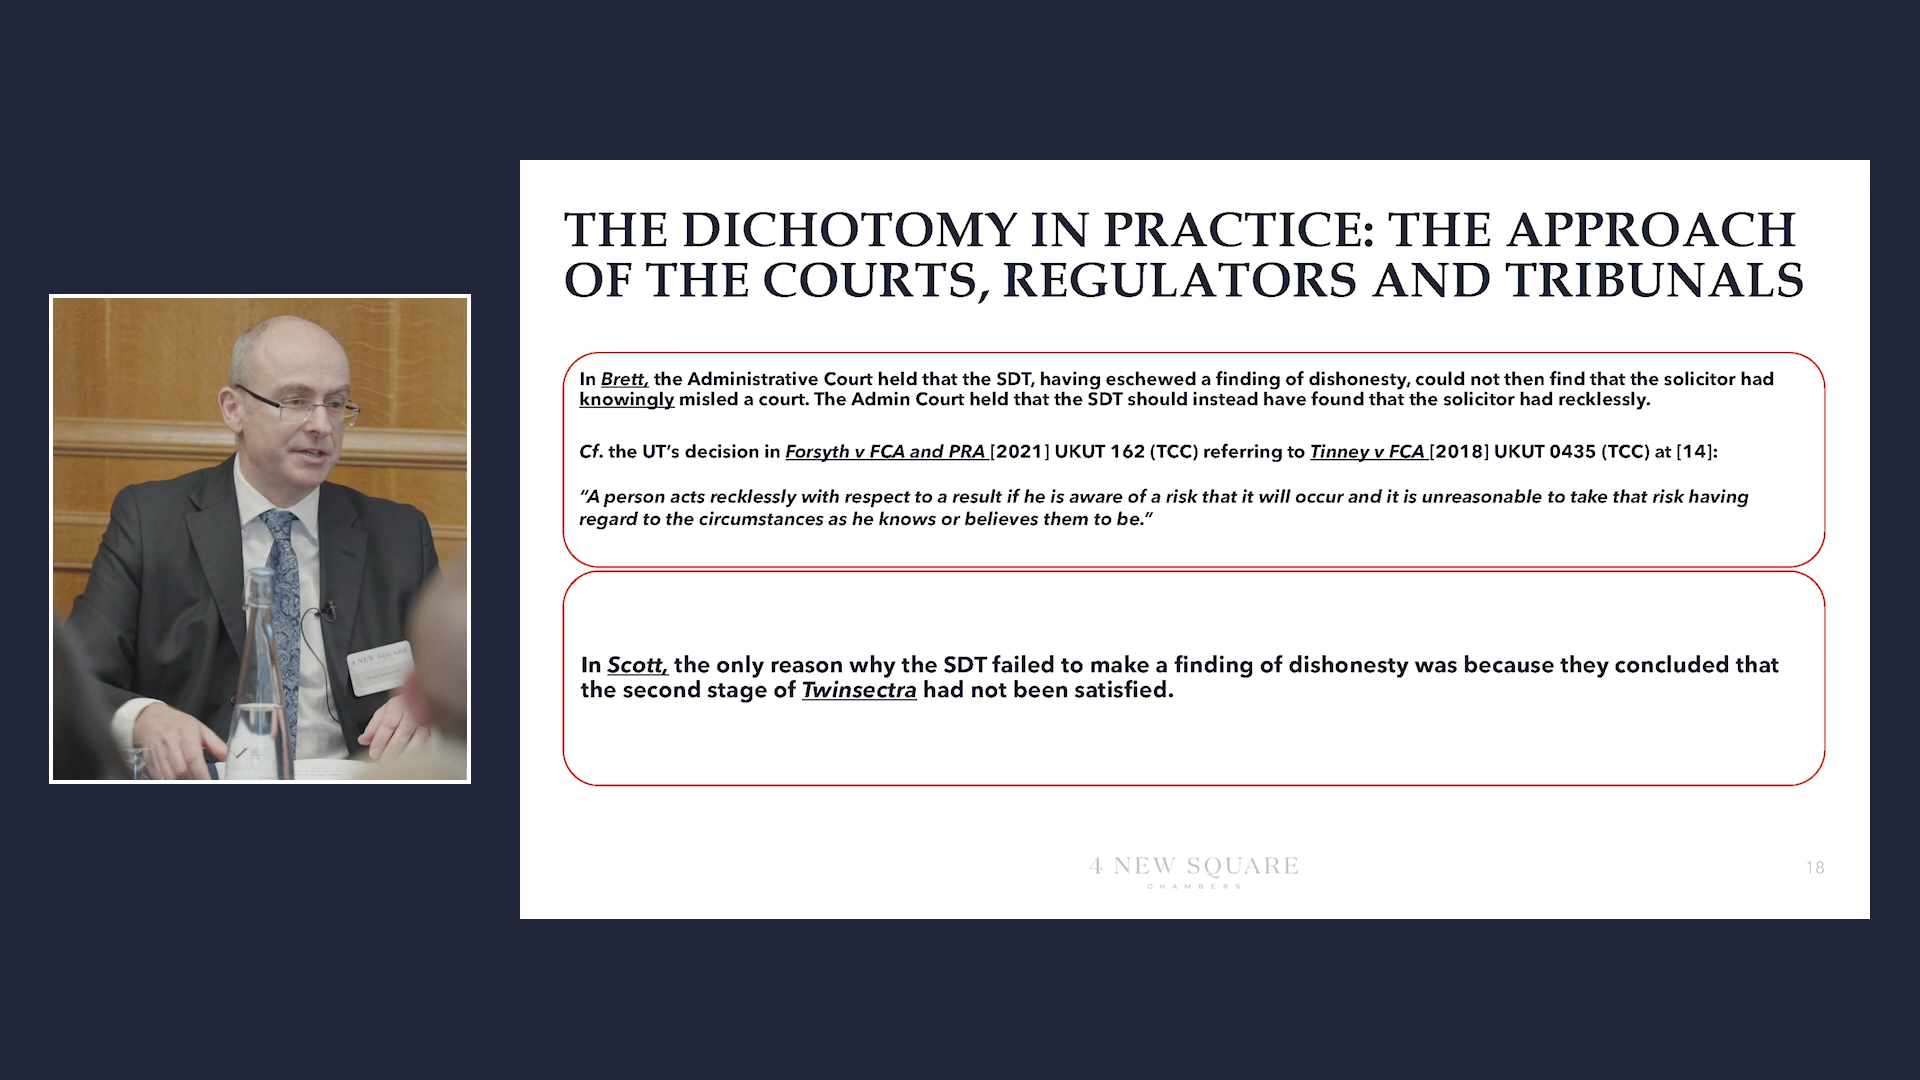 THE DICHOTOMY IN PRACTICE: THE APPROACH
OF THE COURTS, REGULATORS AND TRIBUNALS
In Brett, the Administrative Court held that the SDT, having eschewed a finding of dishonesty, could not then find that the solicitor had
knowingly misled a court. The Admin Court held that the SDT should instead have found that the solicitor had recklessly.
Cf. the UT’s decision in Forsyth v FCA and PRA [2021] UKUT 162 (TCC) referring to Tinney v FCA [2018] UKUT 0435 (TCC) at [14]:
“A person acts recklessly with respect to a result if he is aware of a risk that it will occur and it is unreasonable to take that risk having
regard to the circumstances as he knows or believes them to be.”
In Scott, the only reason why the SDT failed to make a finding of dishonesty was because they concluded that
the second stage of Twinsectra had not been satisfied.
4 NEW SQUARE
CHAMBERS
18
4 NEW SQUARE